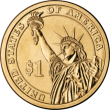 UNITED STATES OF AMERICA
$1